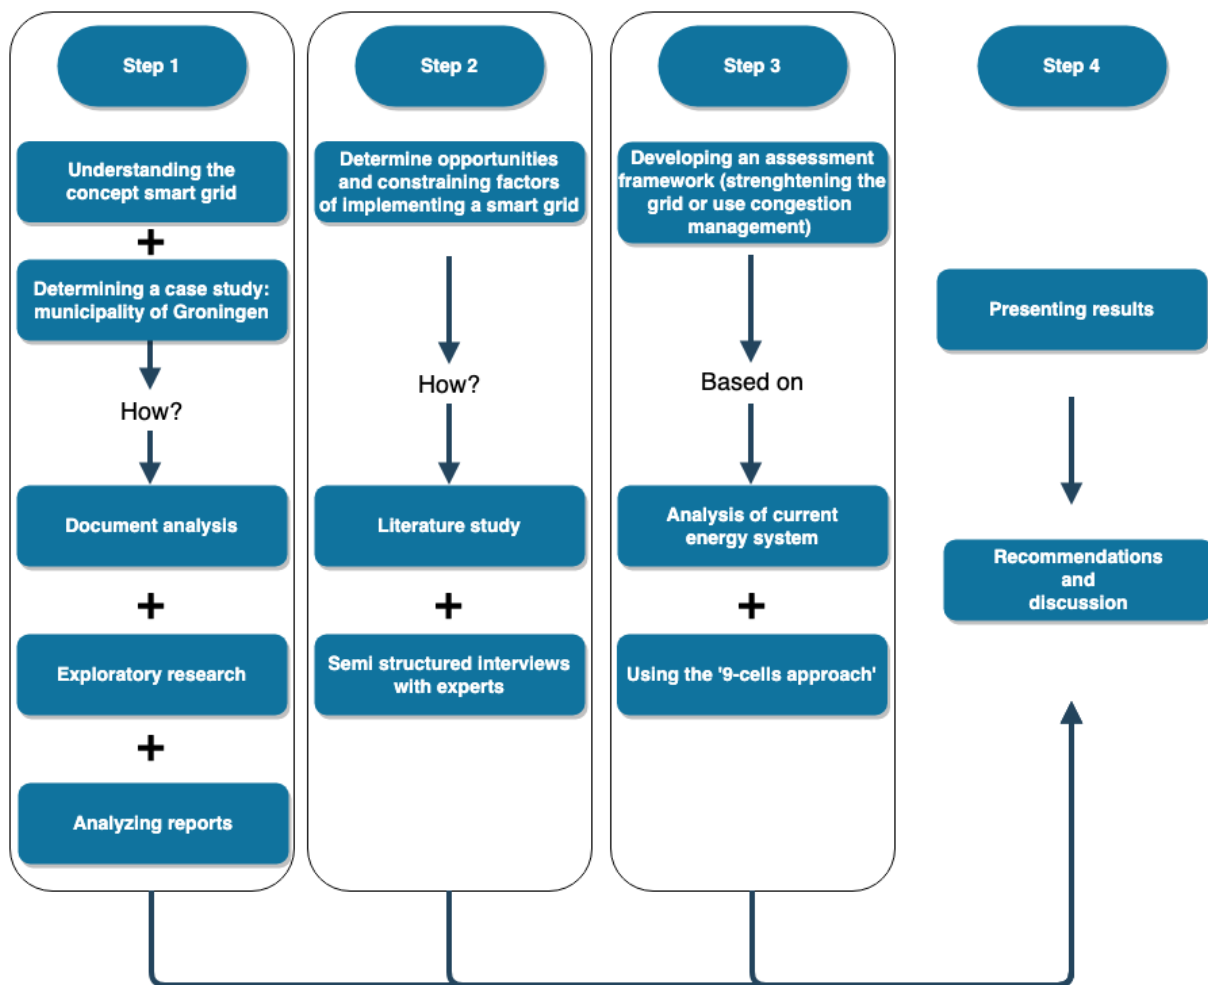 Step 1
Understanding the
concept smart grid
+
Determining a case study:
municipality of Groningen
How?
Document analysis
+
Exploratory research
+
Analyzing reports
Step 2
Determine opportunities
and constraining factors
of implementing a smart grid
How?
Literature study
+
Semi structured interviews
with experts
Step 3
Developing an assessment
framework (strenghtening the
grid or use congestion
management)
Based on
Analysis of current
energy system
+
Using the '9-cells approach'
Step 4
Presenting results
Recommendations
and
discussion